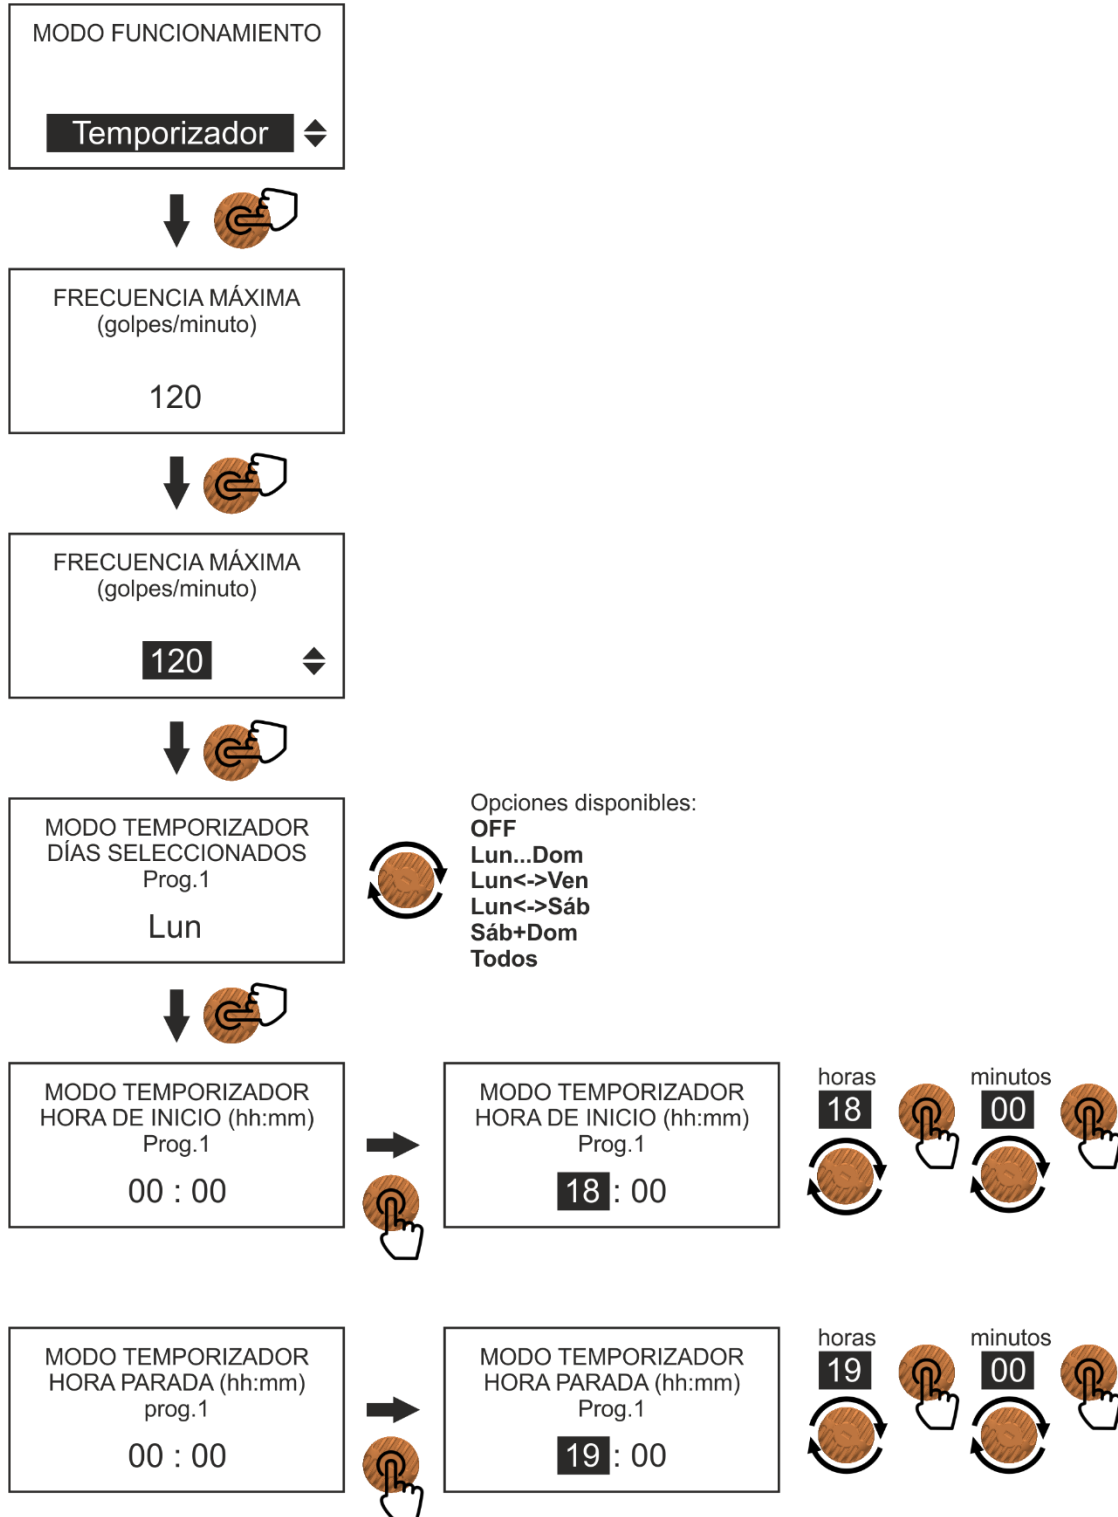 MODO FUNCIONAMIENTO
Temporizador
FRECUENCIA MÁXIMA
(golpes/minuto)
120
FRECUENCIA MÁXIMA
(golpes/minuto)
120
MODO TEMPORIZADOR
DÍAS SELECCIONADOS
Prog.1
Lun
Opciones disponibles:
OFF
Lun...Dom
Lun<->Ven
Lun<->Sáb
Sáb+Dom
Todos
MODO TEMPORIZADOR
HORA DE INICIO (hh:mm)
Prog.1
00 : 00
MODO TEMPORIZADOR
HORA DE INICIO (hh:mm)
Prog.1
18 : 00
horas
18
minutos
00
MODO TEMPORIZADOR
HORA PARADA (hh:mm)
prog.1
00 : 00
MODO TEMPORIZADOR
HORA PARADA (hh:mm)
Prog.1
19 : 00
horas
19
minutos
00